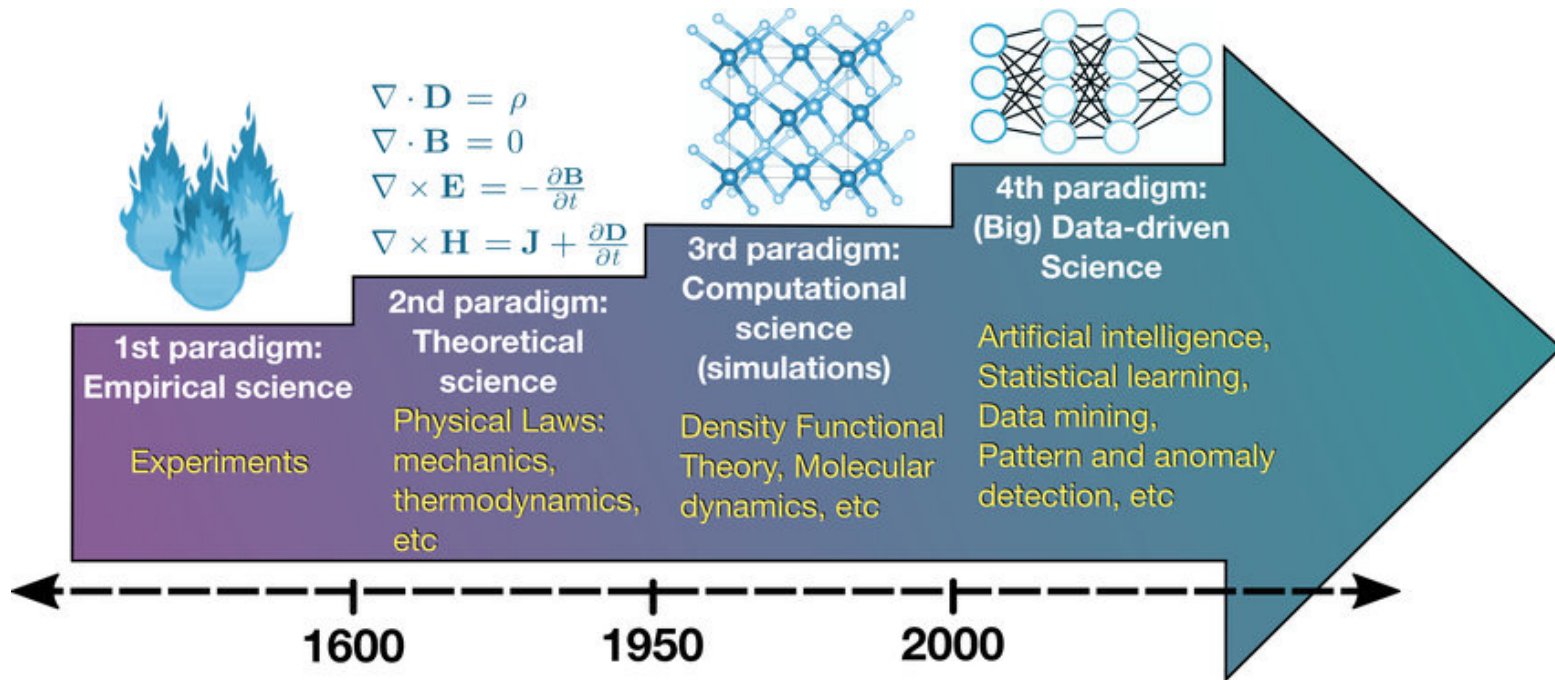 ∇ · D = ρ
∇ · B = 0
∇ × E = −∂B/∂t
∇ × H = J + ∂D/∂t
1st paradigm:
Empirical science
Experiments
2nd paradigm:
Theoretical
science
Physical Laws:
mechanics,
thermodynamics,
etc
3rd paradigm:
Computational
science
(simulations)
Density Functional
Theory, Molecular
dynamics, etc
4th paradigm:
(Big) Data-driven
Science
Artificial intelligence,
Statistical learning,
Data mining,
Pattern and anomaly
detection, etc
1600
1950
2000